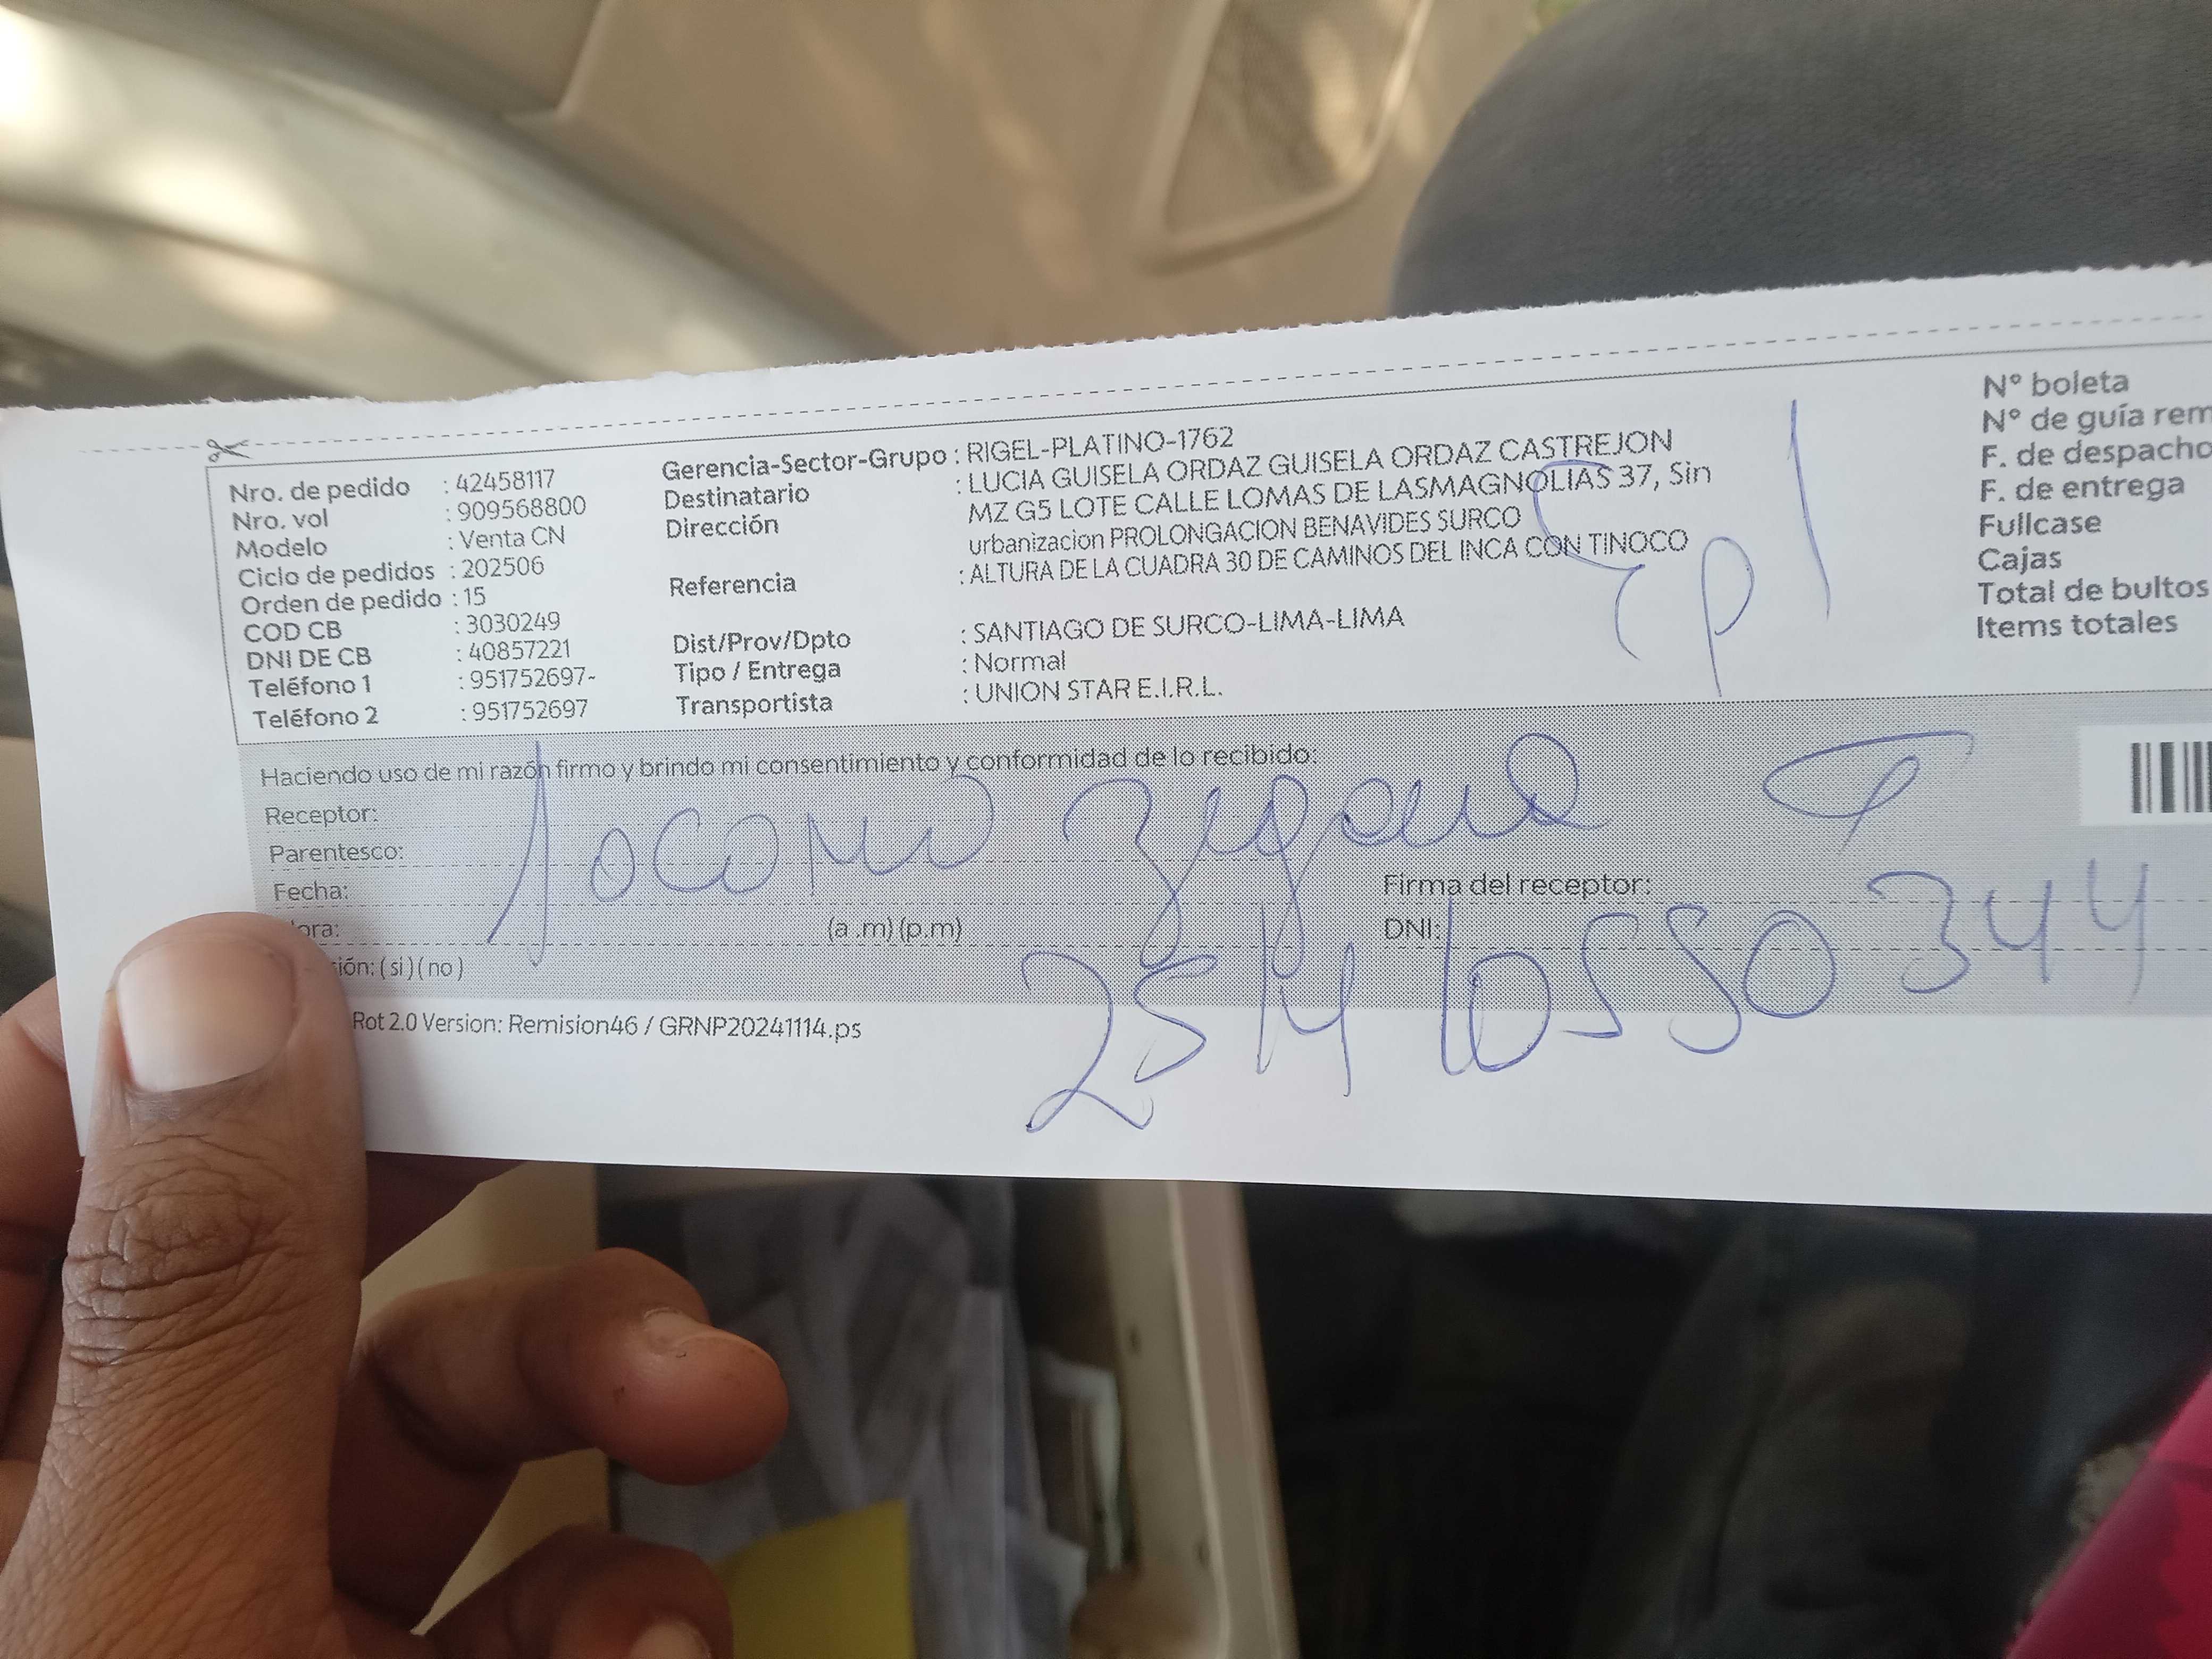 Nro. de pedido : 42458117
Nro. vol : 909568800
Modelo : Venta CN
Ciclo de pedidos : 202506
Orden de pedido : 15
COD CB : 3030249
DNI DE CB : 40857221
Teléfono 1 : 951752697-
Teléfono 2 : 951752697
Gerencia-Sector-Grupo : RIGEL-PLATINO-1762
Destinatario : LUCIA GUISELA ORDAZ GUISELA ORDAZ CASTREJON
Dirección MZ G5 LOTE CALLE LOMAS DE LASMAGNOLIAS 37, Sin
urbanizacion PROLONGACION BENAVIDES SURCO
Referencia : ALTURA DE LA CUADRA 30 DE CAMINOS DEL INCA CON TINOCO
Dist/Prov/Dpto : SANTIAGO DE SURCO-LIMA-LIMA
Tipo / Entrega : Normal
Transportista : UNION STAR E.I.R.L.
N° boleta
N° de guía rem
F. de despacho
F. de entrega
Fullcase
Cajas
Total de bultos
Items totales
Haciendo uso de mi razón firmo y brindo mi consentimiento y conformidad de lo recibido:
Receptor:
Parentesco:
Fecha: Firma del receptor:
ora: (a .m) (p.m) DNI:
ión: ( si ) ( no )
Rot 2.0 Version: Remision46 / GRNP20241114.ps